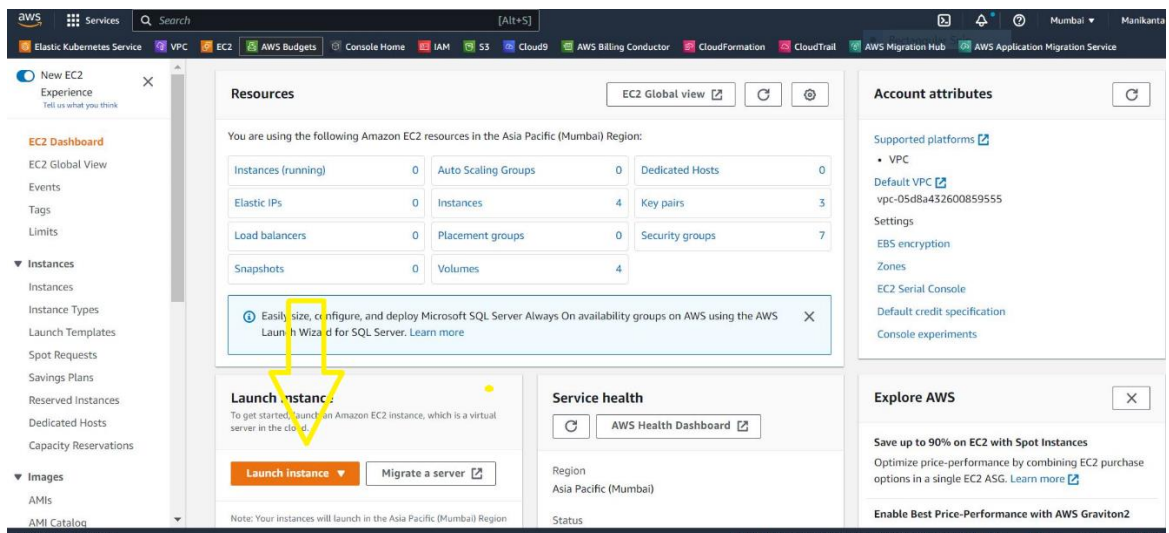 aws Services Search [Alt+S] Mumbai Manikanta
Elastic Kubernetes Service VPC EC2 AWS Budgets Console Home IAM S3 Cloud9 AWS Billing Conductor CloudFormation CloudTrail AWS Migration Hub AWS Application Migration Service
New EC2
Experience
Tell us what you think
EC2 Dashboard
EC2 Global View
Events
Tags
Limits
Instances
Instances
Instance Types
Launch Templates
Spot Requests
Savings Plans
Reserved Instances
Dedicated Hosts
Capacity Reservations
Images
AMIs
AMI Catalog
Resources
EC2 Global view
You are using the following Amazon EC2 resources in the Asia Pacific (Mumbai) Region:
Instances (running) 0 Auto Scaling Groups 0 Dedicated Hosts 0
Elastic IPs 0 Instances 4 Key pairs 3
Load balancers 0 Placement groups 0 Security groups 7
Snapshots 0 Volumes 4
Easily size, configure, and deploy Microsoft SQL Server Always On availability groups on AWS using the AWS
Launch Wizard for SQL Server. Learn more
Launch instance
To get started, launch an Amazon EC2 instance, which is a virtual
server in the cloud.
Launch instance Migrate a server
Note: Your instances will launch in the Asia Pacific (Mumbai) Region
Service health
AWS Health Dashboard
Region
Asia Pacific (Mumbai)
Status
Account attributes
Supported platforms
• VPC
Default VPC
vpc-05d8a432600859555
Settings
EBS encryption
Zones
EC2 Serial Console
Default credit specification
Console experiments
Explore AWS
Save up to 90% on EC2 with Spot Instances
Optimize price-performance by combining EC2 purchase
options in a single EC2 ASG. Learn more
Enable Best Price-Performance with AWS Graviton2